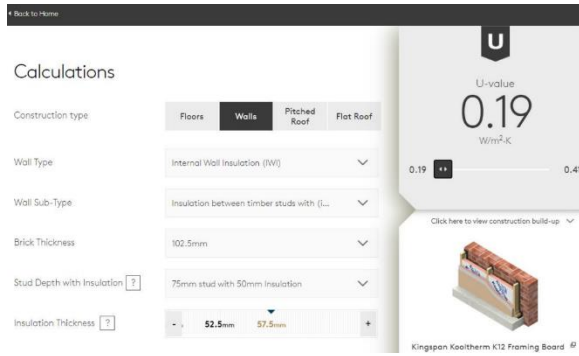 Back to Home
Calculations
Construction type
Floors
Walls
Pitched
Roof
Flat Roof
Wall Type
Internal Wall Insulation (IWI)
Wall Sub-Type
Insulation between timber studs with (i...
Brick Thickness
102.5mm
Stud Depth with Insulation ?
75mm stud with 50mm Insulation
Insulation Thickness ?
- 52.5mm 57.5mm +
U
U-value
0.19
W/m²·K
0.19
Click here to view construction build-up
Kingspan Kooltherm K12 Framing Board